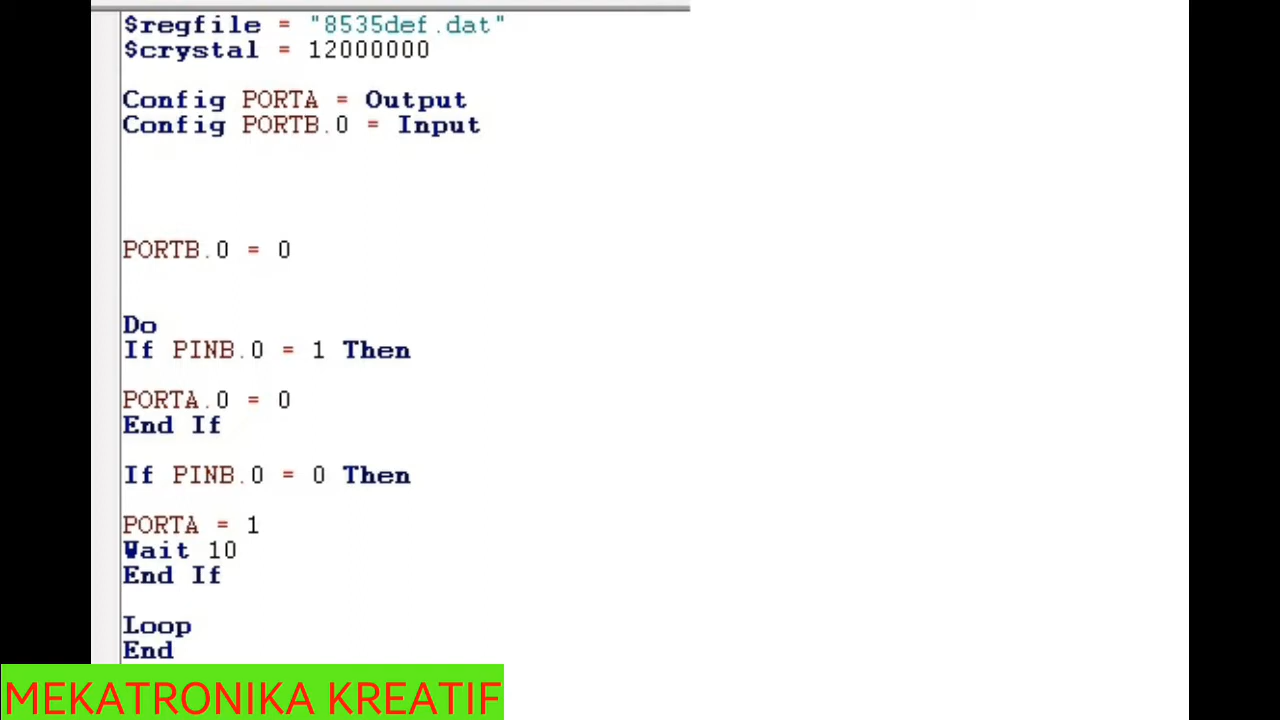 $regfile = "8535def.dat"
$crystal = 12000000
Config PORTA = Output
Config PORTB.0 = Input
PORTB.0 = 0
Do
If PINB.0 = 1 Then
PORTA.0 = 0
End If
If PINB.0 = 0 Then
PORTA = 1
Wait 10
End If
Loop
End
MEKATRONIKA KREATIF